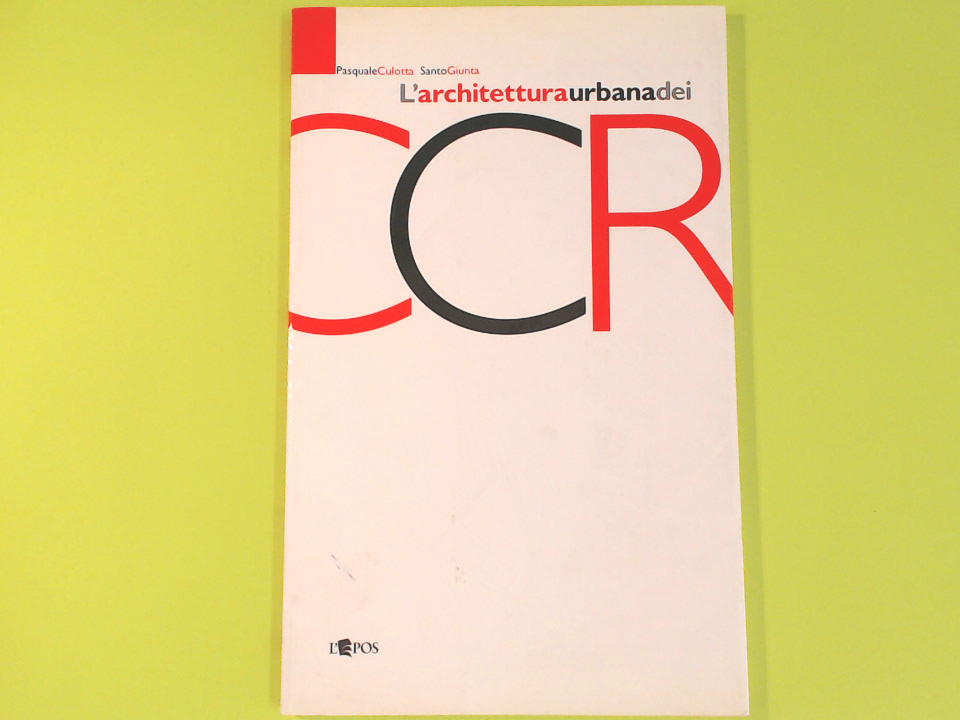 PasqualeCulotta SantoGiunta
L'architetturaurbanadei
CCR
L'EPOS